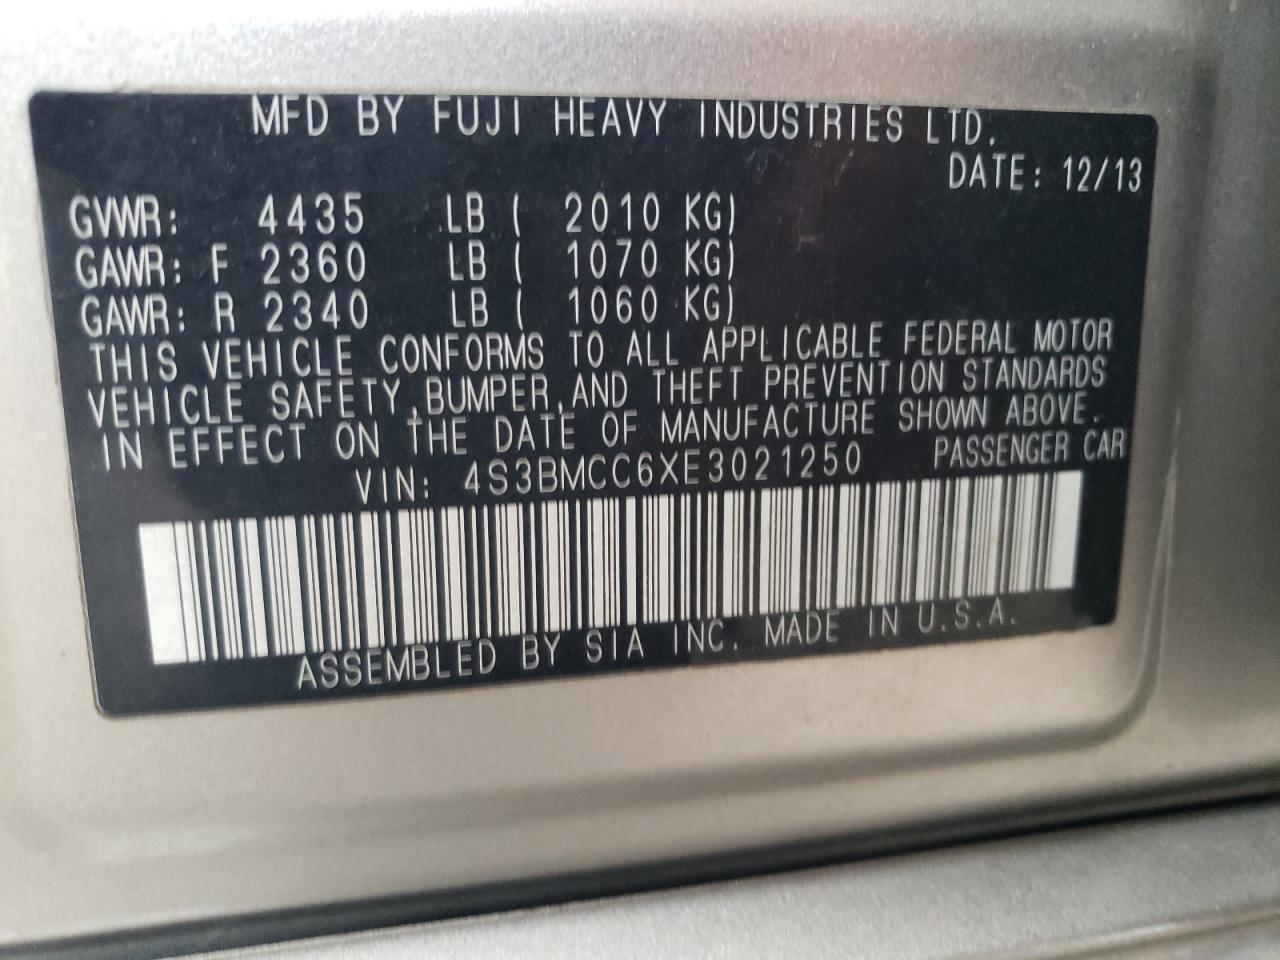 MFD BY FUJI HEAVY INDUSTRIES LTD.
DATE: 12/13
GVWR: 4435 LB ( 2010 KG)
GAWR: F 2360 LB ( 1070 KG)
GAWR: R 2340 LB ( 1060 KG)
THIS VEHICLE CONFORMS TO ALL APPLICABLE FEDERAL MOTOR
VEHICLE SAFETY,BUMPER,AND THEFT PREVENTION STANDARDS
IN EFFECT ON THE DATE OF MANUFACTURE SHOWN ABOVE.
VIN: 4S3BMCC6XE3021250 PASSENGER CAR
ASSEMBLED BY SIA INC. MADE IN U.S.A.